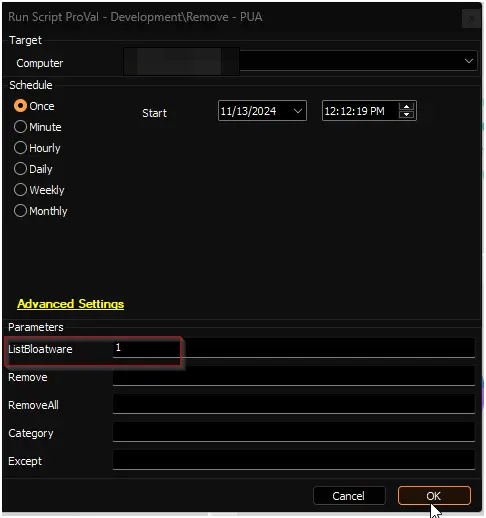 Run Script ProVal - Development\Remove - PUA
Target
Computer
Schedule
Once
Minute
Hourly
Daily
Weekly
Monthly
Start 11/13/2024 12:12:19 PM
Advanced Settings
Parameters
ListBloatware 1
Remove
RemoveAll
Category
Except
Cancel OK